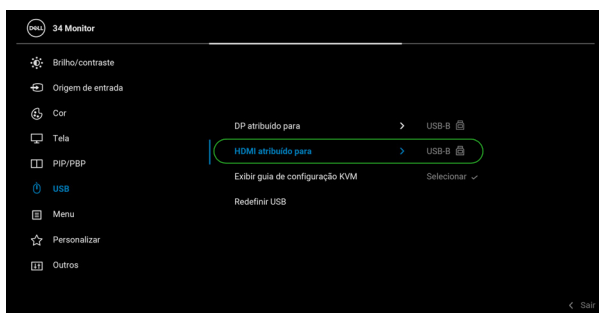 DELL 34 Monitor
Brilho/contraste
Origem de entrada
Cor
Tela
PIP/PBP
USB
Menu
Personalizar
Outros
DP atribuído para > USB-B
HDMI atribuído para > USB-B
Exibir guia de configuração KVM Selecionar ✓
Redefinir USB
< Sair